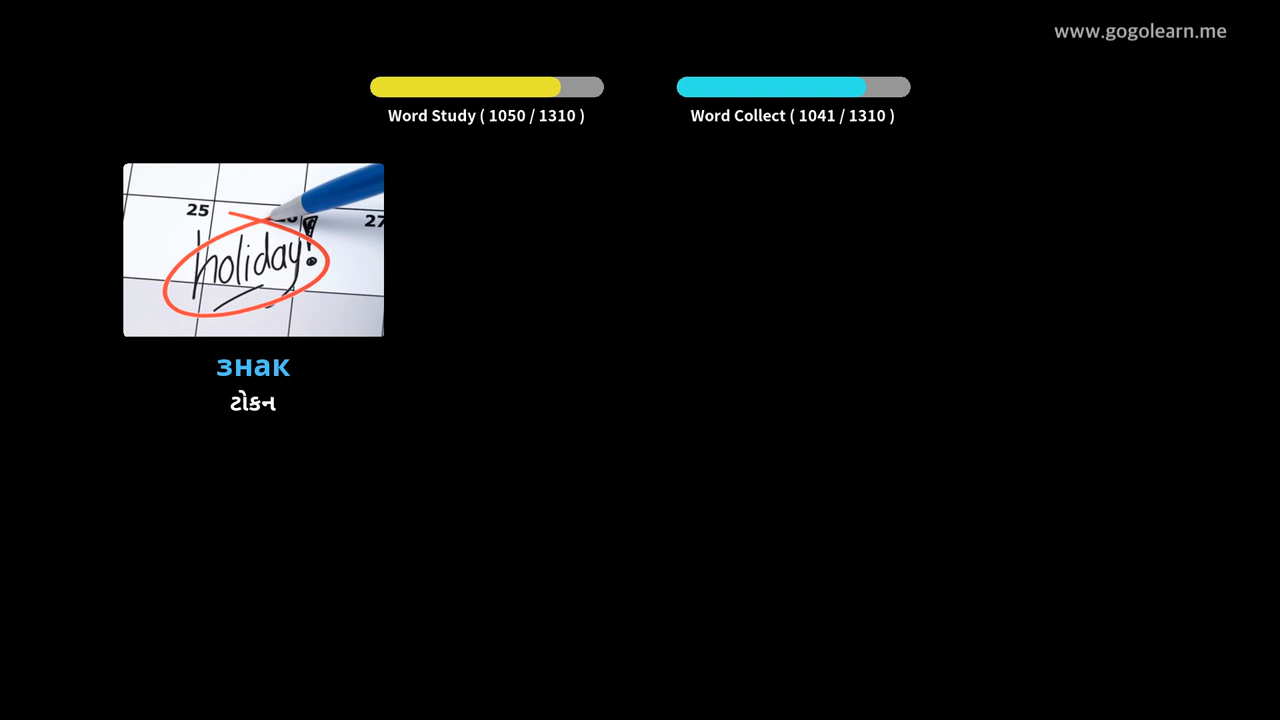 www.gogolearn.me
Word Study ( 1050 / 1310 )
Word Collect ( 1041 / 1310 )
25
27
holiday!
знак
ટોકન